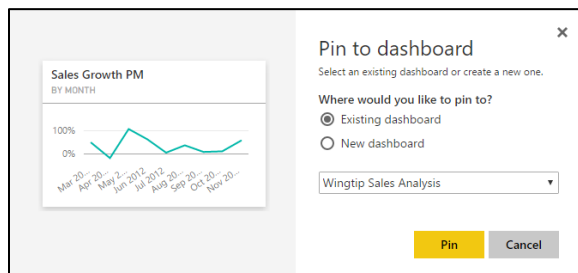 Sales Growth PM
BY MONTH
100%
0%
Mar 20...
Apr 20...
May 2...
Jun 2012
Jul 2012
Aug 20...
Sep 20...
Oct 20...
Nov 20...
Pin to dashboard
Select an existing dashboard or create a new one.
Where would you like to pin to?
Existing dashboard
New dashboard
Wingtip Sales Analysis
Pin
Cancel